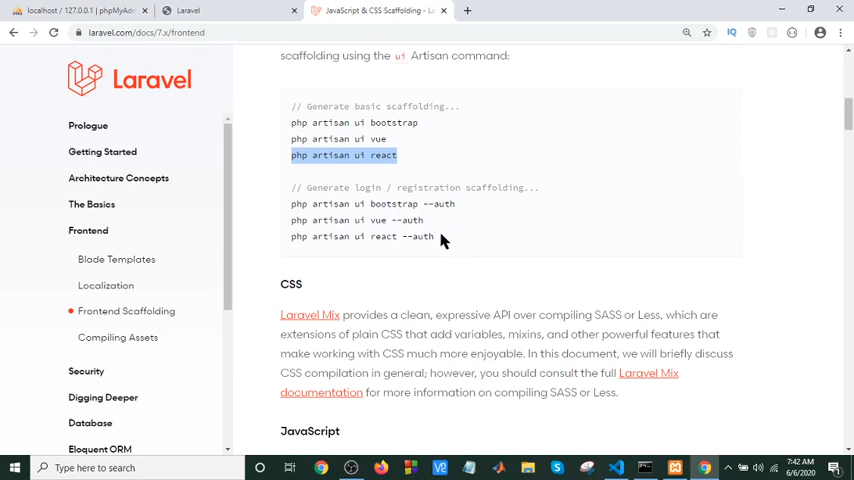 localhost / 127.0.0.1 | phpMyAdm
Laravel
JavaScript & CSS Scaffolding - La
laravel.com/docs/7.x/frontend
Laravel
Prologue
Getting Started
Architecture Concepts
The Basics
Frontend
Blade Templates
Localization
Frontend Scaffolding
Compiling Assets
Security
Digging Deeper
Database
Eloquent ORM
scaffolding using the ui Artisan command:
// Generate basic scaffolding...
php artisan ui bootstrap
php artisan ui vue
php artisan ui react
// Generate login / registration scaffolding...
php artisan ui bootstrap --auth
php artisan ui vue --auth
php artisan ui react --auth
CSS
Laravel Mix provides a clean, expressive API over compiling SASS or Less, which are
extensions of plain CSS that add variables, mixins, and other powerful features that
make working with CSS much more enjoyable. In this document, we will briefly discuss
CSS compilation in general; however, you should consult the full Laravel Mix
documentation for more information on compiling SASS or Less.
JavaScript
Type here to search
7:42 AM
6/6/2020